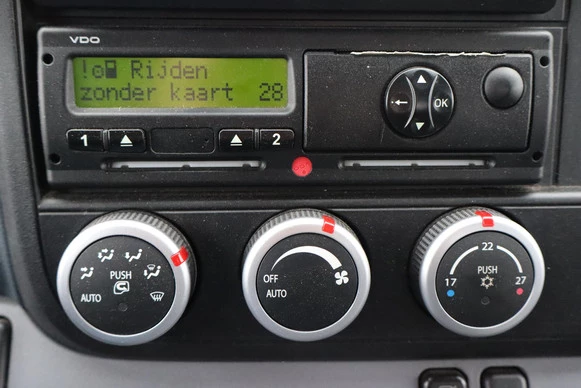 VDO
Rijden
zonder kaart 28
OK
1
2
PUSH
AUTO
OFF
AUTO
22
PUSH
17
27